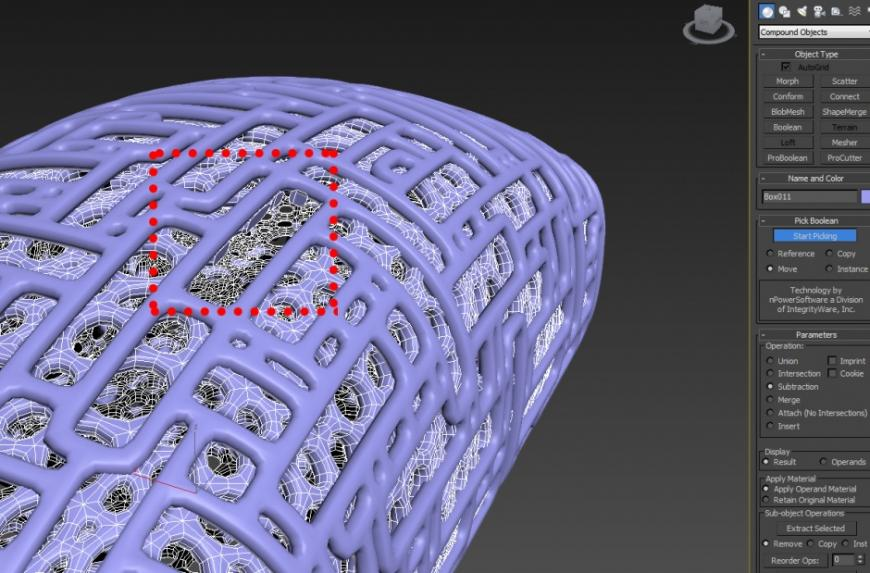 Compound Objects
- Object Type
AutoGrid
Morph Scatter
Conform Connect
BlobMesh ShapeMerge
Boolean Terrain
Loft Mesher
ProBoolean ProCutter
- Name and Color
Box011
- Pick Boolean
Start Picking
Reference Copy
Move Instance
Technology by
nPowerSoftware a Division
of IntegrityWare, Inc.
- Parameters
Operation:
Union Imprint
Intersection Cookie
Subtraction
Merge
Attach (No Intersections)
Insert
Display
Result Operands
Apply Material
Apply Operand Material
Retain Original Material
Sub-object Operations
Extract Selected
Remove Copy Inst
Reorder Ops: 0